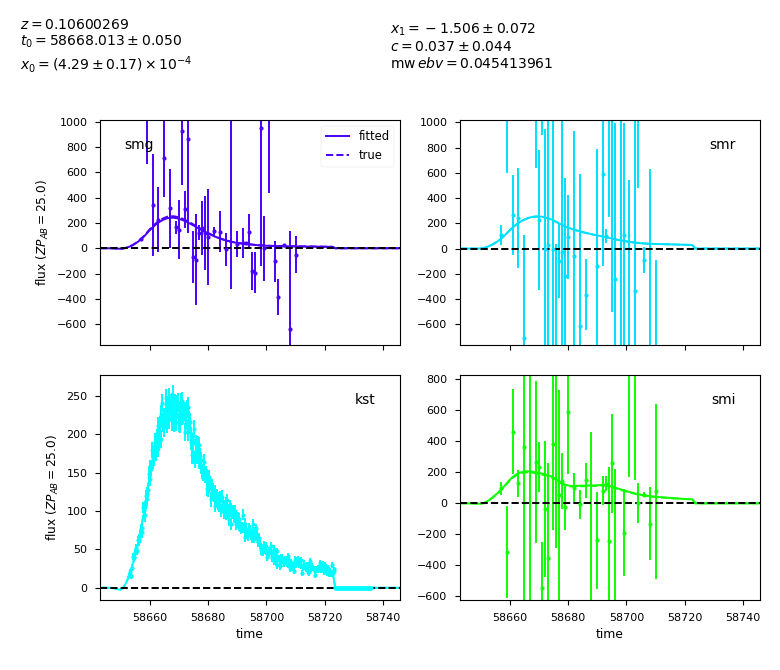 z = 0.10600269
t₀ = 58668.013 ± 0.050
x₀ = (4.29 ± 0.17) × 10⁻⁴
x₁ = −1.506 ± 0.072
c = 0.037 ± 0.044
mw ebv = 0.045413961
smg
fitted
true
1000
800
600
400
200
0
−200
−400
−600
flux (ZP_AB = 25.0)
smr
1000
800
600
400
200
0
−200
−400
−600
kst
250
200
150
100
50
0
flux (ZP_AB = 25.0)
58660 58680 58700 58720 58740
time
smi
800
600
400
200
0
−200
−400
−600
58660 58680 58700 58720 58740
time